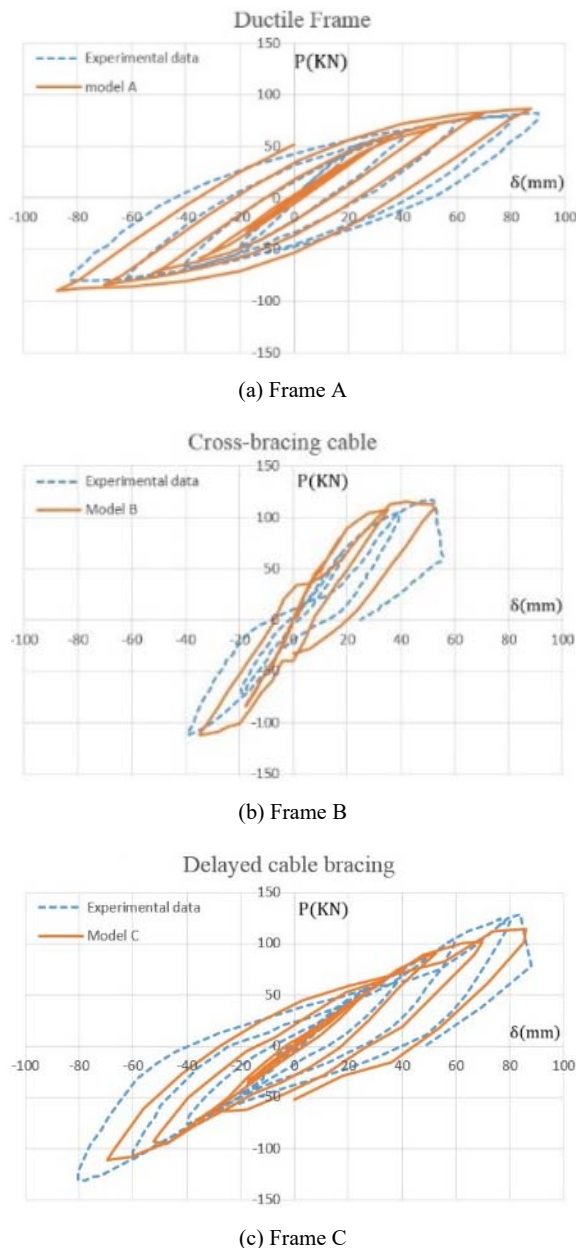 Ductile Frame
150
Experimental data
P(KN)
model A
100
50
δ(mm)
0
-100 -80 -60 -40 -20 0 20 40 60 80 100
-50
-100
-150
(a) Frame A
Cross-bracing cable
150
Experimental data
P(KN)
Model B
100
50
δ(mm)
0
-100 -80 -60 -40 -20 0 20 40 60 80 100
-50
-100
-150
(b) Frame B
Delayed cable bracing
150
Experimental data
P(KN)
Model C
100
50
δ(mm)
0
-100 -80 -60 -40 -20 0 20 40 60 80 100
-50
-100
-150
(c) Frame C